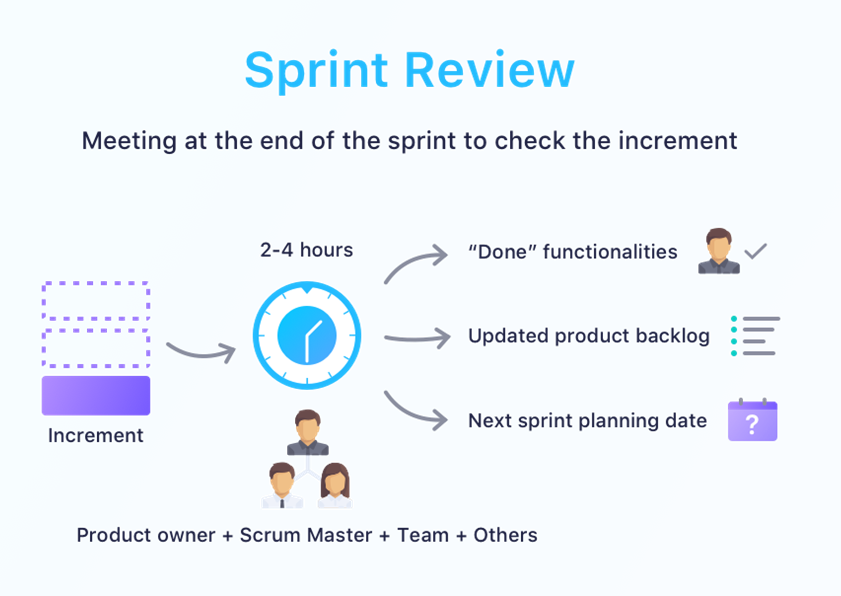 Sprint Review
Meeting at the end of the sprint to check the increment
2-4 hours
“Done” functionalities
Updated product backlog
Next sprint planning date
?
Increment
Product owner + Scrum Master + Team + Others